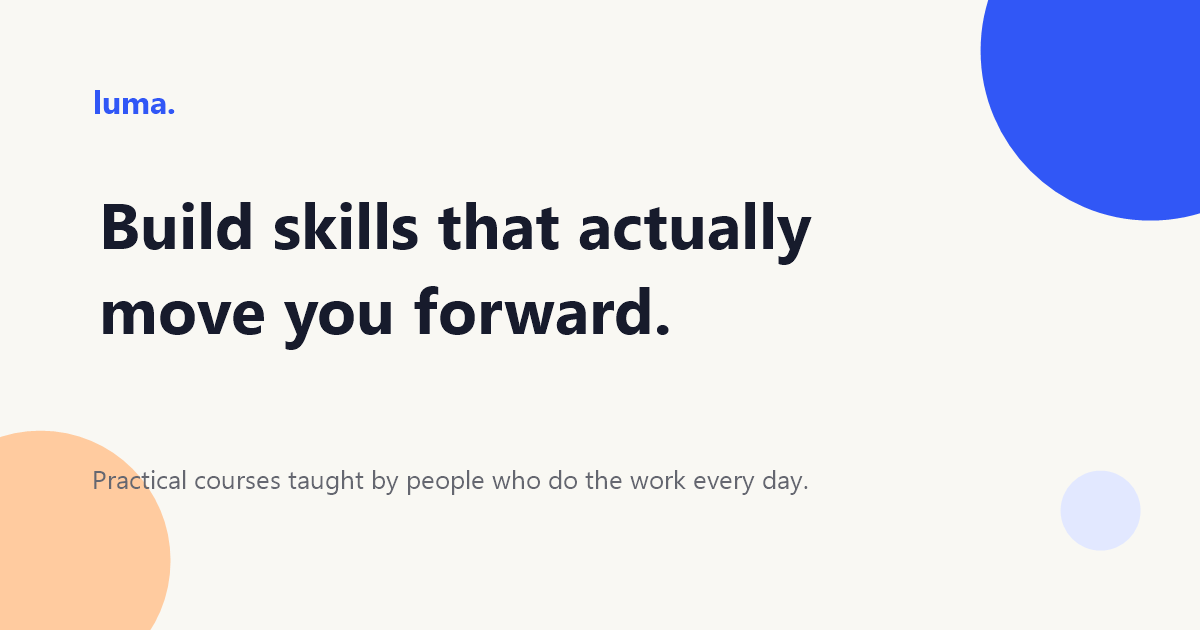 luma.
Build skills that actually
move you forward.
Practical courses taught by people who do the work every day.